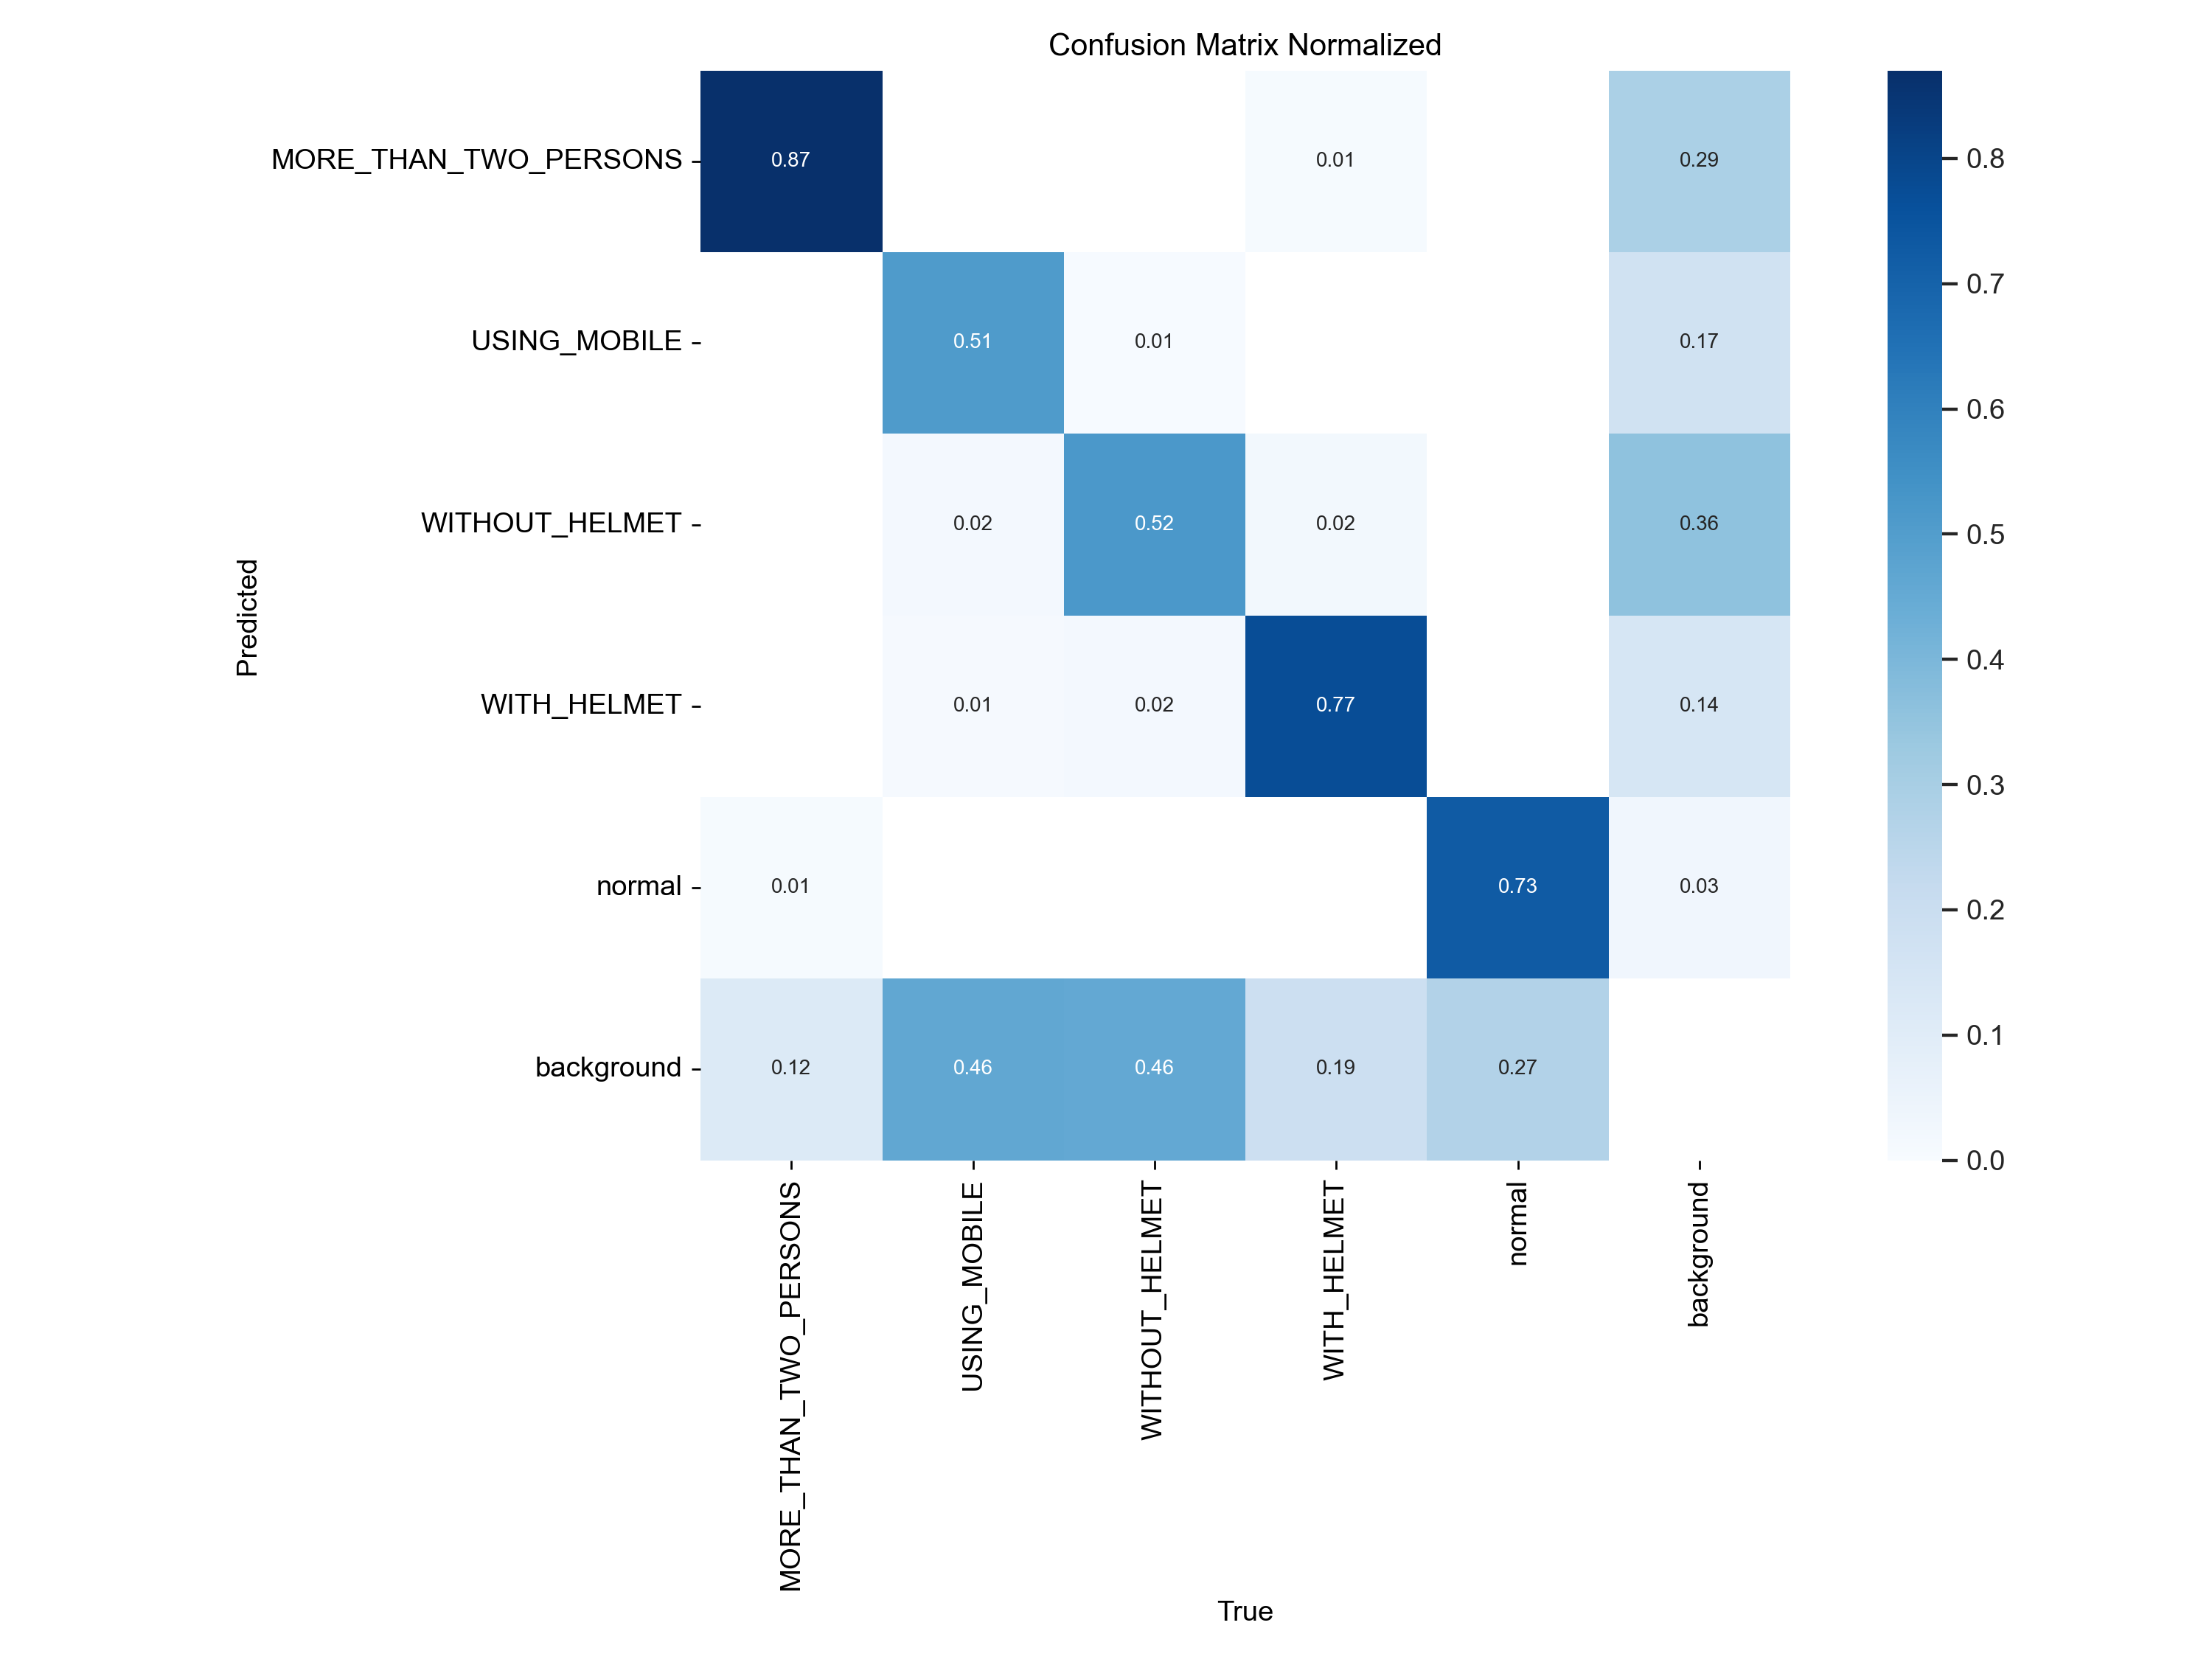 Confusion Matrix Normalized
MORE_THAN_TWO_PERSONS 0.87 0.01 0.29
USING_MOBILE 0.51 0.01 0.17
WITHOUT_HELMET 0.02 0.52 0.02 0.36
WITH_HELMET 0.01 0.02 0.77 0.14
normal 0.01 0.73 0.03
background 0.12 0.46 0.46 0.19 0.27
Predicted
MORE_THAN_TWO_PERSONS
USING_MOBILE
WITHOUT_HELMET
WITH_HELMET
normal
background
True
0.8
0.7
0.6
0.5
0.4
0.3
0.2
0.1
0.0